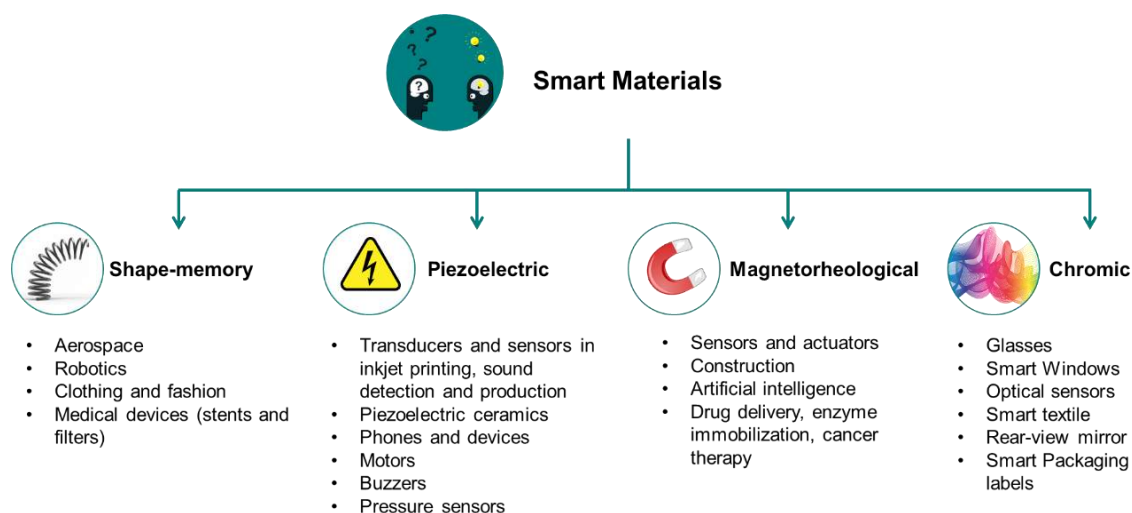 Smart Materials
Shape-memory
• Aerospace
• Robotics
• Clothing and fashion
• Medical devices (stents and
filters)
Piezoelectric
• Transducers and sensors in
inkjet printing, sound
detection and production
• Piezoelectric ceramics
• Phones and devices
• Motors
• Buzzers
• Pressure sensors
Magnetorheological
• Sensors and actuators
• Construction
• Artificial intelligence
• Drug delivery, enzyme
immobilization, cancer
therapy
Chromic
• Glasses
• Smart Windows
• Optical sensors
• Smart textile
• Rear-view mirror
• Smart Packaging
labels